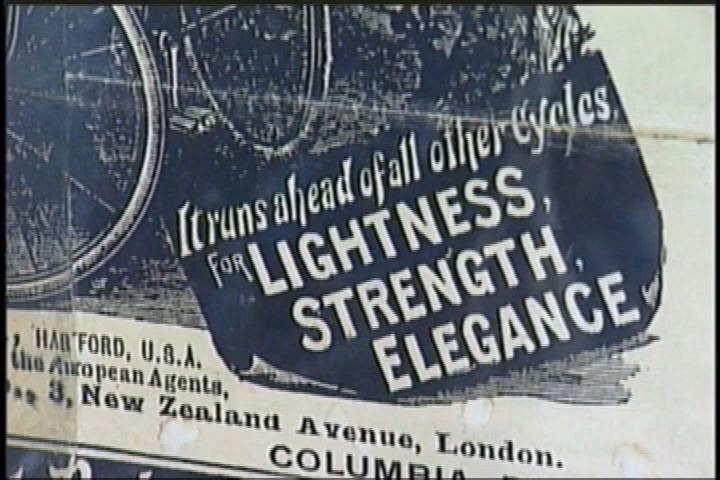 It runs ahead of all other Cycles.
FOR LIGHTNESS,
STRENGTH,
ELEGANCE
HARTFORD, U.S.A.
the European Agents,
3, New Zealand Avenue, London.
COLUMBIA